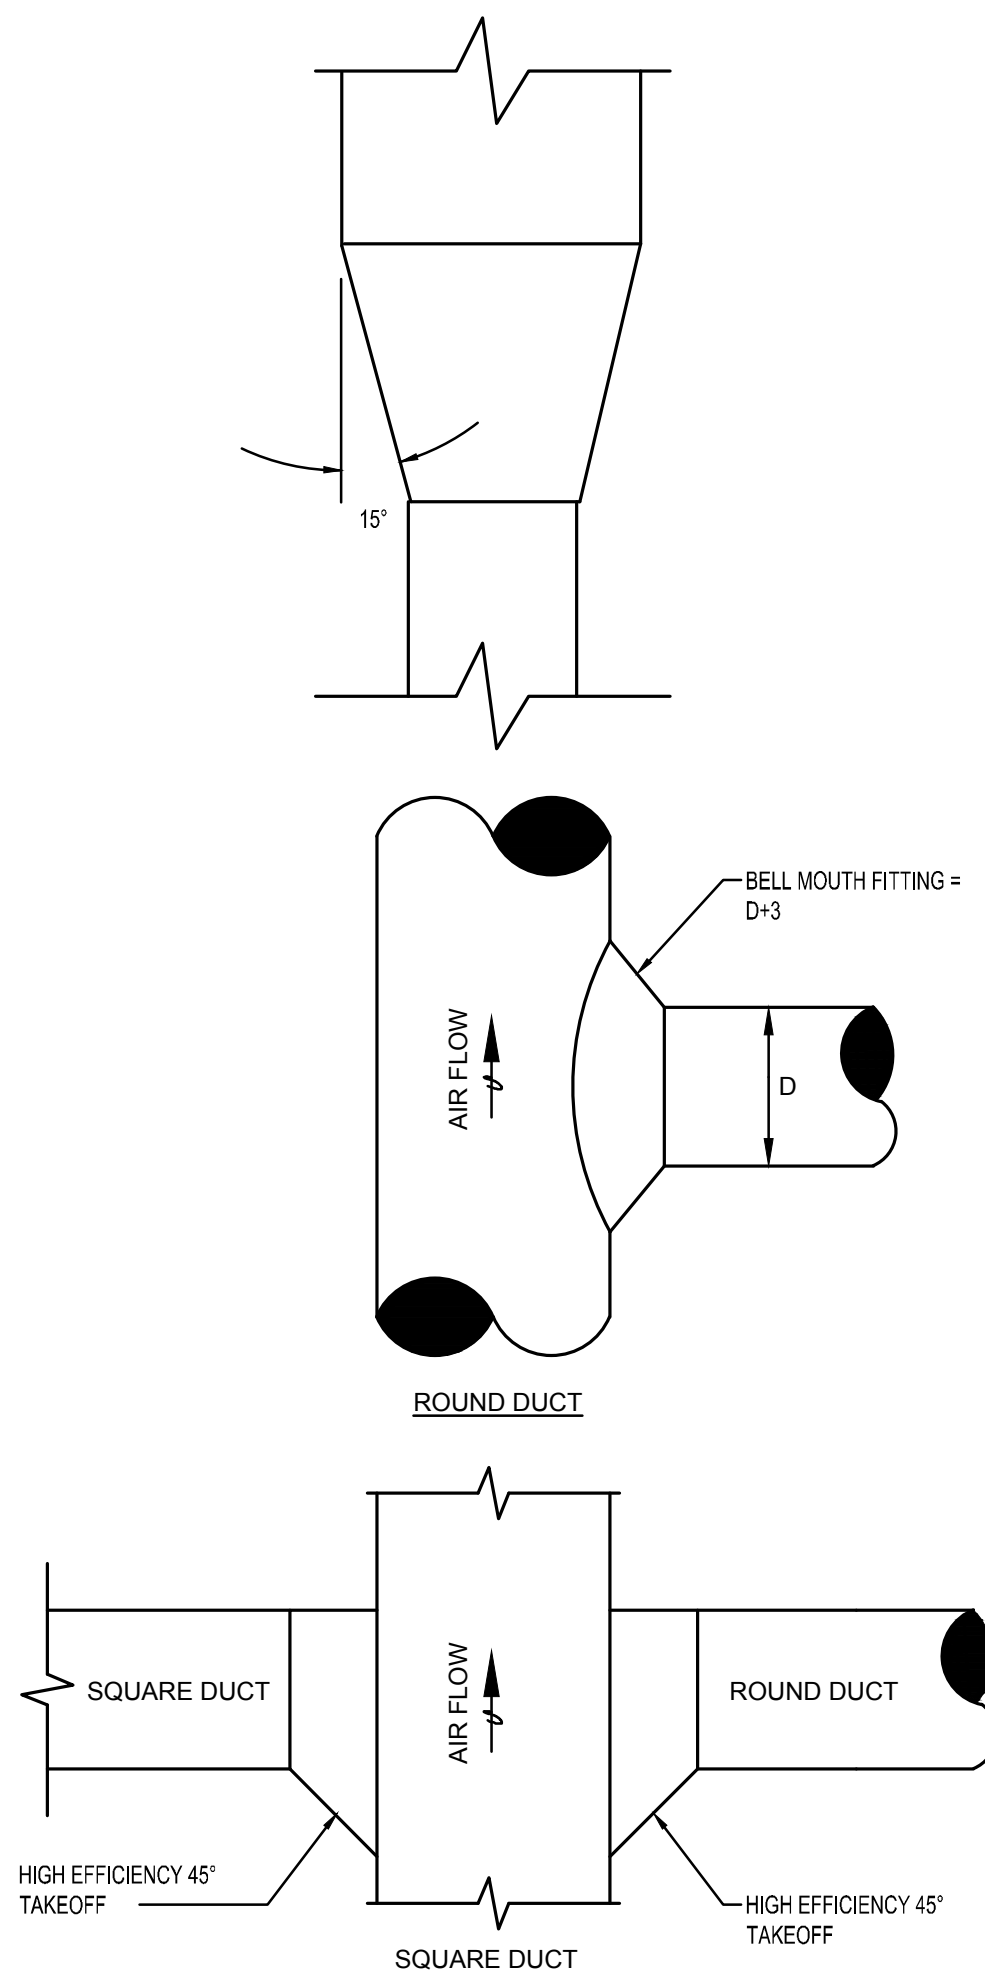 15°
BELL MOUTH FITTING =
D+3
AIR FLOW
D
ROUND DUCT
SQUARE DUCT
AIR FLOW
ROUND DUCT
HIGH EFFICIENCY 45°
TAKEOFF
HIGH EFFICIENCY 45°
TAKEOFF
SQUARE DUCT